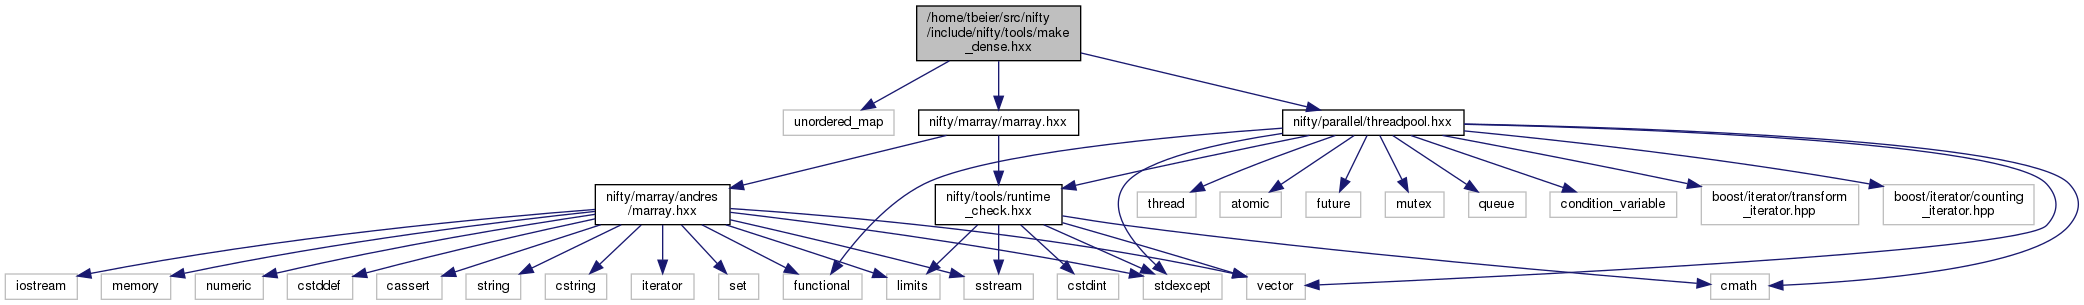 /home/tbeier/src/nifty
/include/nifty/tools/make
_dense.hxx
unordered_map
nifty/marray/marray.hxx
nifty/parallel/threadpool.hxx
nifty/marray/andres
/marray.hxx
nifty/tools/runtime
_check.hxx
thread
atomic
future
mutex
queue
condition_variable
boost/iterator/transform
_iterator.hpp
boost/iterator/counting
_iterator.hpp
iostream
memory
numeric
cstddef
cassert
string
cstring
iterator
set
functional
limits
sstream
cstdint
stdexcept
vector
cmath